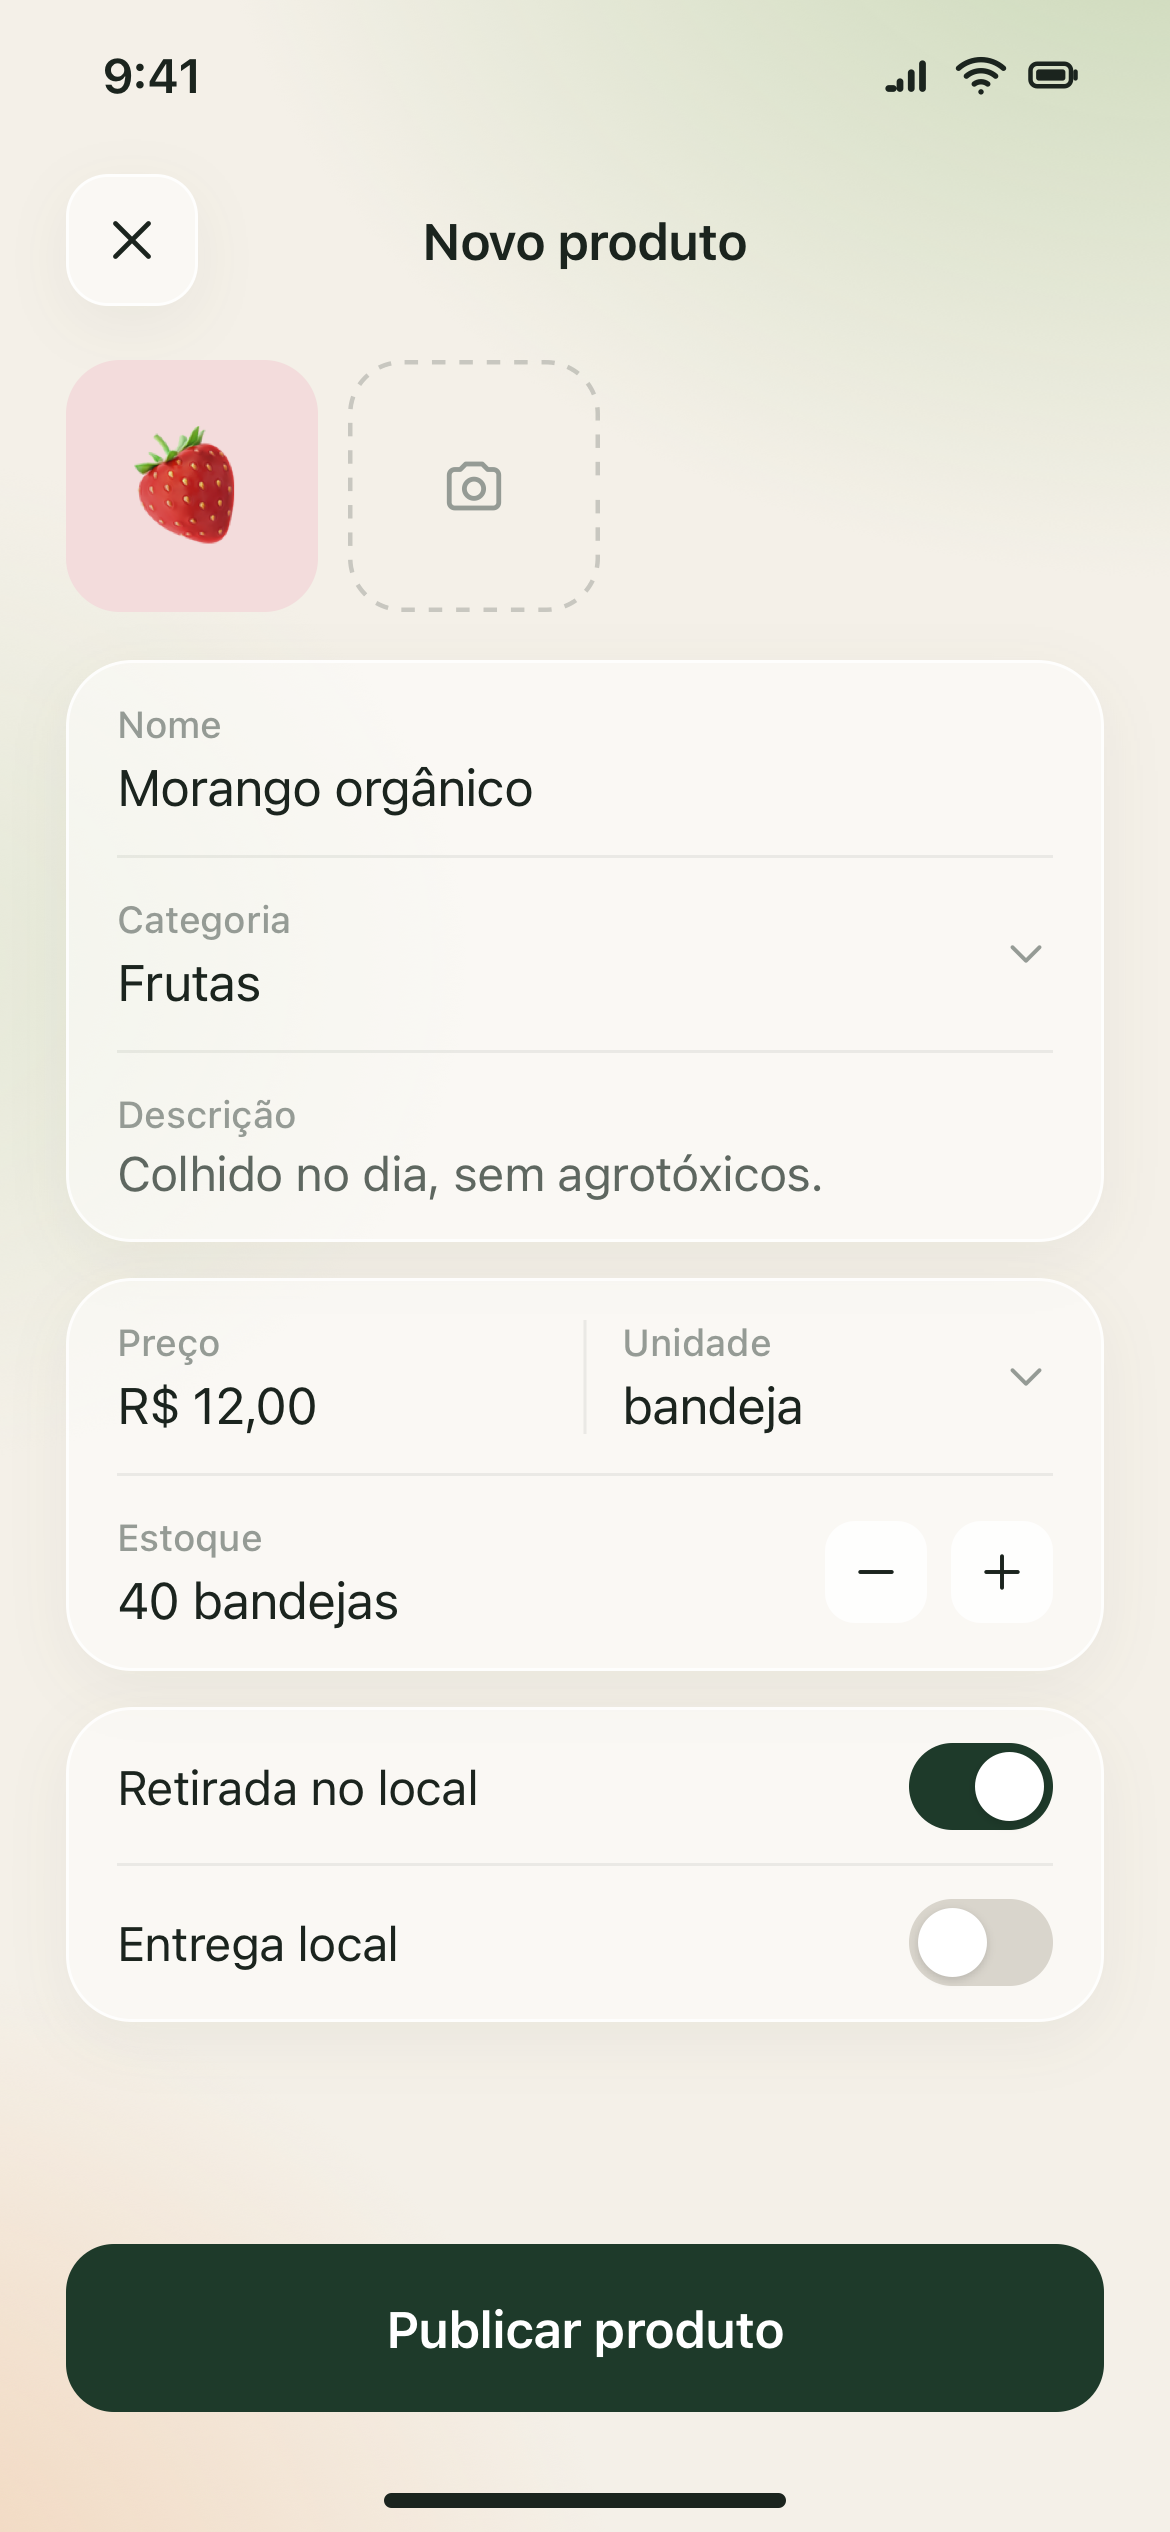 9:41
Novo produto
Nome
Morango orgânico
Categoria
Frutas
Descrição
Colhido no dia, sem agrotóxicos.
Preço
R$ 12,00
Unidade
bandeja
Estoque
40 bandejas
Retirada no local
Entrega local
Publicar produto